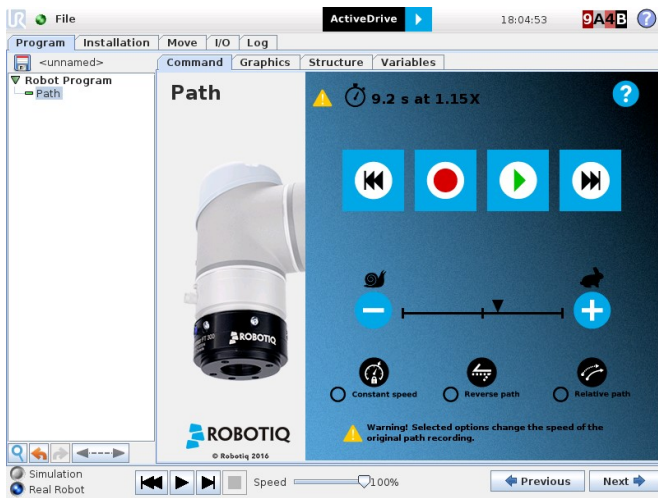 UR File ActiveDrive 18:04:53 9A4B ?
Program Installation Move I/O Log
<unnamed> Command Graphics Structure Variables
Robot Program
Path
Path
9.2 s at 1.15X ?
ROBOTIQ
Constant speed Reverse path Relative path
Warning! Selected options change the speed of the
original path recording.
ROBOTIQ
© Robotiq 2016
Simulation
Real Robot
Speed 100% Previous Next